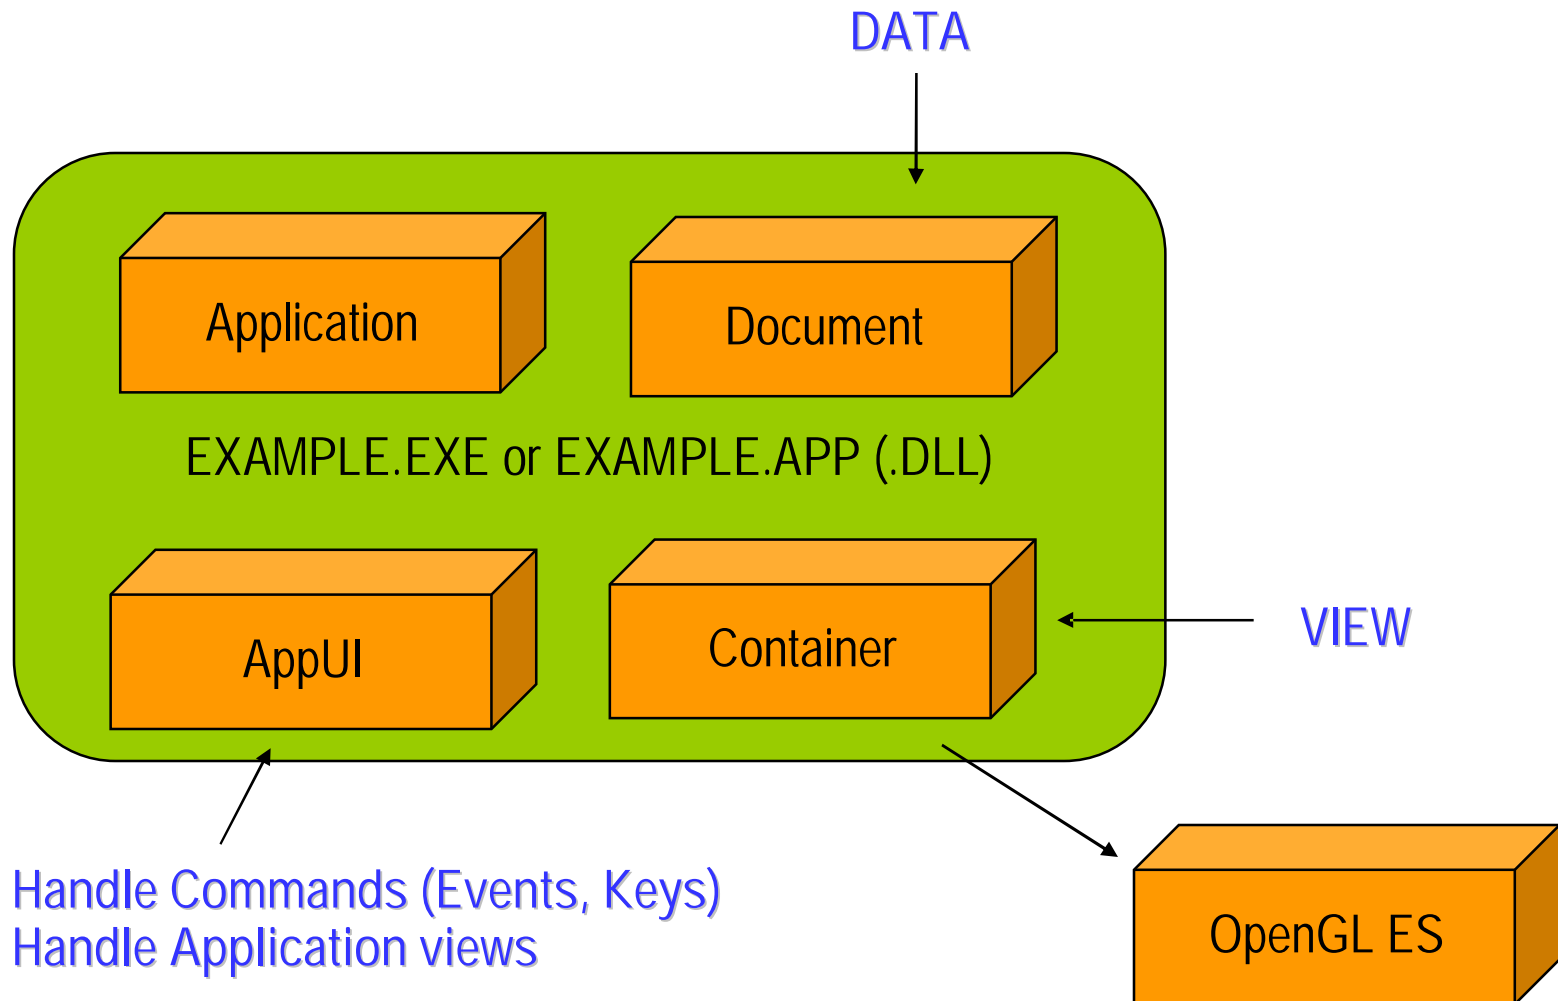 DATA
Application
Document
EXAMPLE.EXE or EXAMPLE.APP (.DLL)
AppUI
Container
VIEW
Handle Commands (Events, Keys)
Handle Application views
OpenGL ES